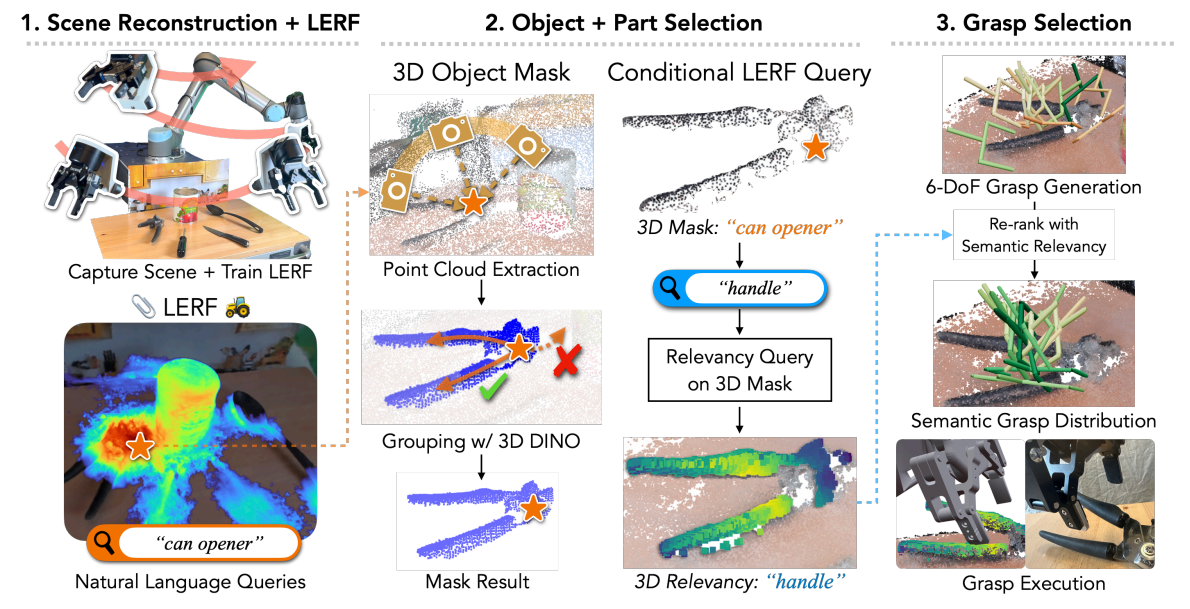 1. Scene Reconstruction + LERF
Capture Scene + Train LERF
LERF
"can opener"
Natural Language Queries
2. Object + Part Selection
3D Object Mask
Point Cloud Extraction
Grouping w/ 3D DINO
Mask Result
Conditional LERF Query
3D Mask: "can opener"
"handle"
Relevancy Query
on 3D Mask
3D Relevancy: "handle"
3. Grasp Selection
6-DoF Grasp Generation
Re-rank with
Semantic Relevancy
Semantic Grasp Distribution
Grasp Execution